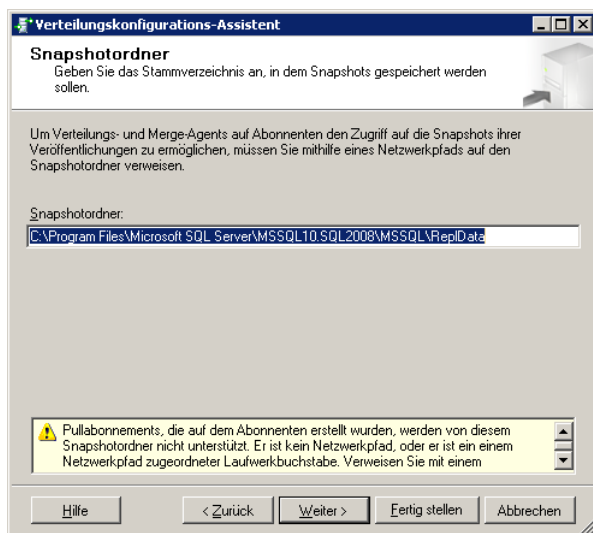 Verteilungskonfigurations-Assistent
Snapshotordner
Geben Sie das Stammverzeichnis an, in dem Snapshots gespeichert werden
sollen.
Um Verteilungs- und Merge-Agents auf Abonnenten den Zugriff auf die Snapshots ihrer
Veröffentlichungen zu ermöglichen, müssen Sie mithilfe eines Netzwerkpfads auf den
Snapshotordner verweisen.
Snapshotordner:
C:\Program Files\Microsoft SQL Server\MSSQL10.SQL2008\MSSQL\ReplData
Pullabonnements, die auf dem Abonnenten erstellt wurden, werden von diesem
Snapshotordner nicht unterstützt. Er ist kein Netzwerkpfad, oder er ist ein einem
Netzwerkpfad zugeordneter Laufwerkbuchstabe. Verweisen Sie mit einem
Hilfe
< Zurück
Weiter >
Fertig stellen
Abbrechen